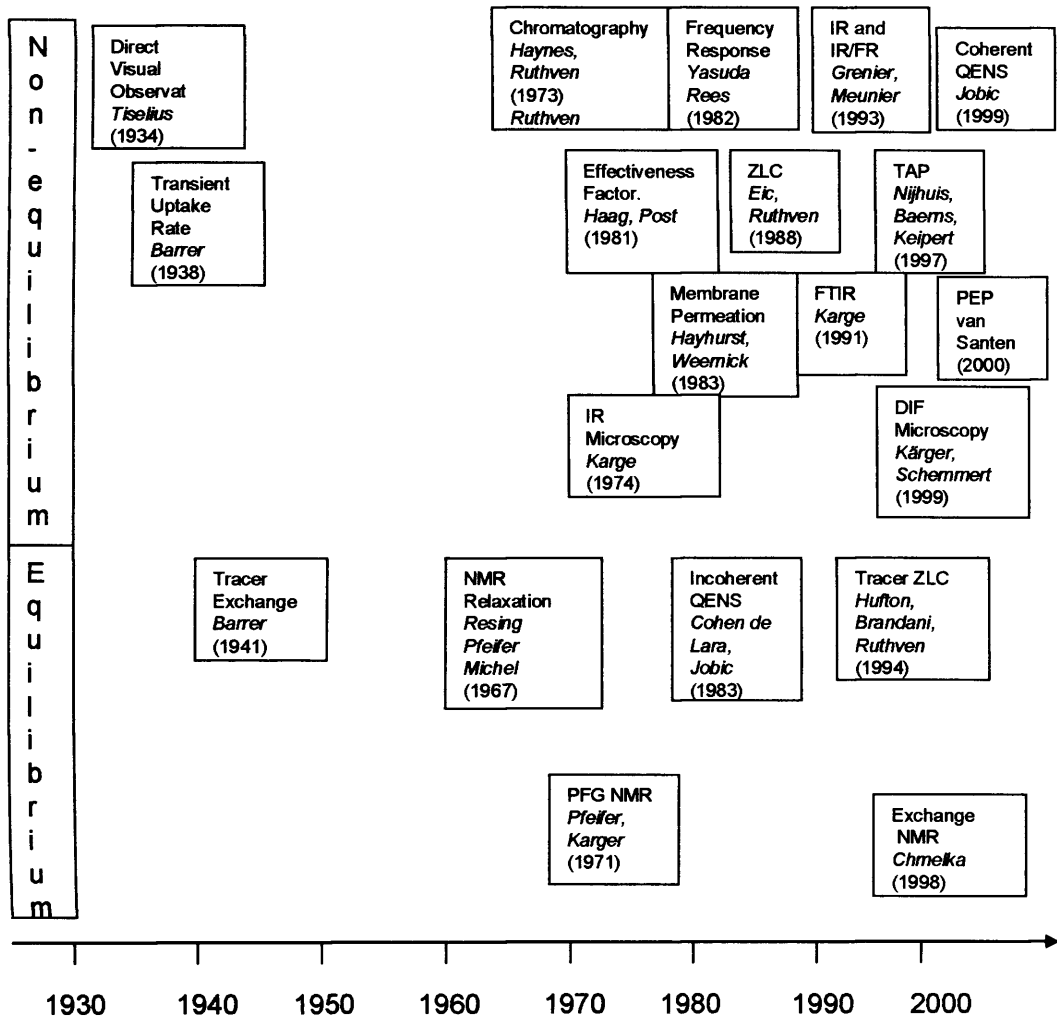 Non-equilibrium
Direct
Visual
Observat
Tiselius
(1934)
Transient
Uptake
Rate
Barrer
(1938)
Chromatography
Haynes,
Ruthven
(1973)
Ruthven
Frequency
Response
Yasuda
Rees
(1982)
IR and
IR/FR
Grenier,
Meunier
(1993)
Coherent
QENS
Jobic
(1999)
Effectiveness
Factor.
Haag, Post
(1981)
ZLC
Eic,
Ruthven
(1988)
TAP
Nijhuis,
Baerns,
Keipert
(1997)
Membrane
Permeation
Hayhurst,
Weernick
(1983)
FTIR
Karge
(1991)
PEP
van
Santen
(2000)
IR
Microscopy
Karge
(1974)
DIF
Microscopy
Kärger,
Schemmert
(1999)
Equilibrium
Tracer
Exchange
Barrer
(1941)
NMR
Relaxation
Resing
Pfeifer
Michel
(1967)
Incoherent
QENS
Cohen de
Lara,
Jobic
(1983)
Tracer ZLC
Hufton,
Brandani,
Ruthven
(1994)
PFG NMR
Pfeifer,
Karger
(1971)
Exchange
NMR
Chmelka
(1998)
1930 1940 1950 1960 1970 1980 1990 2000